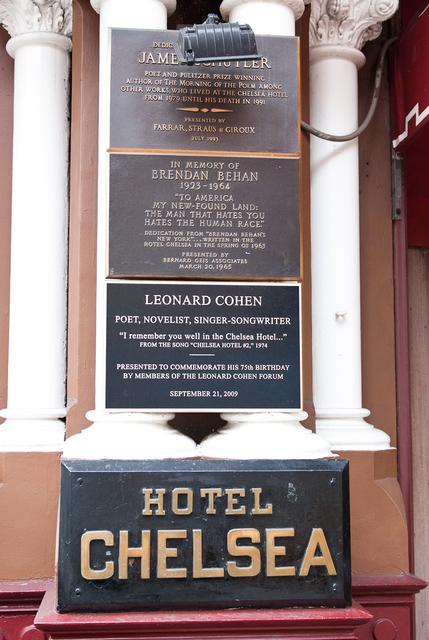 DEDIC
JAME SCHUYLER
POET AND PULITZER PRIZE WINNING
AUTHOR OF THE MORNING OF THE POEM AMONG
OTHER WORKS WHO LIVED AT THE CHELSEA HOTEL
FROM 1979 UNTIL HIS DEATH IN 1991
PRESENTED BY
FARRAR, STRAUS & GIROUX
JULY 1993
IN MEMORY OF
BRENDAN BEHAN
1923-1964
"TO AMERICA
MY NEW-FOUND LAND:
THE MAN THAT HATES YOU
HATES THE HUMAN RACE."
DEDICATION FROM "BRENDAN BEHAN'S
NEW YORK"... WRITTEN IN THE
HOTEL CHELSEA IN THE SPRING OF 1963
PRESENTED BY
BERNARD GEIS ASSOCIATES
MARCH 20, 1965
LEONARD COHEN
POET, NOVELIST, SINGER-SONGWRITER
"I remember you well in the Chelsea Hotel..."
FROM THE SONG "CHELSEA HOTEL #2," 1974
PRESENTED TO COMMEMORATE HIS 75th BIRTHDAY
BY MEMBERS OF THE LEONARD COHEN FORUM
SEPTEMBER 21, 2009
HOTEL
CHELSEA